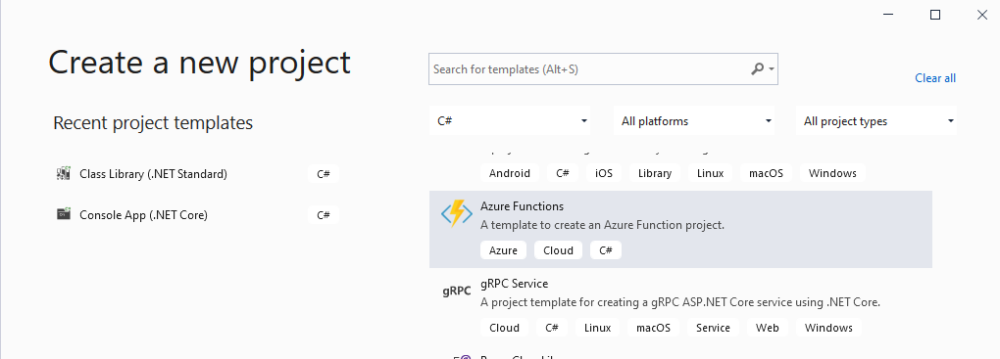 Create a new project
Search for templates (Alt+S)
Clear all
Recent project templates
C#
All platforms
All project types
Class Library (.NET Standard) C#
Console App (.NET Core) C#
Android C# iOS Library Linux macOS Windows
Azure Functions
A template to create an Azure Function project.
Azure Cloud C#
gRPC
gRPC Service
A project template for creating a gRPC ASP.NET Core service using .NET Core.
Cloud C# Linux macOS Service Web Windows